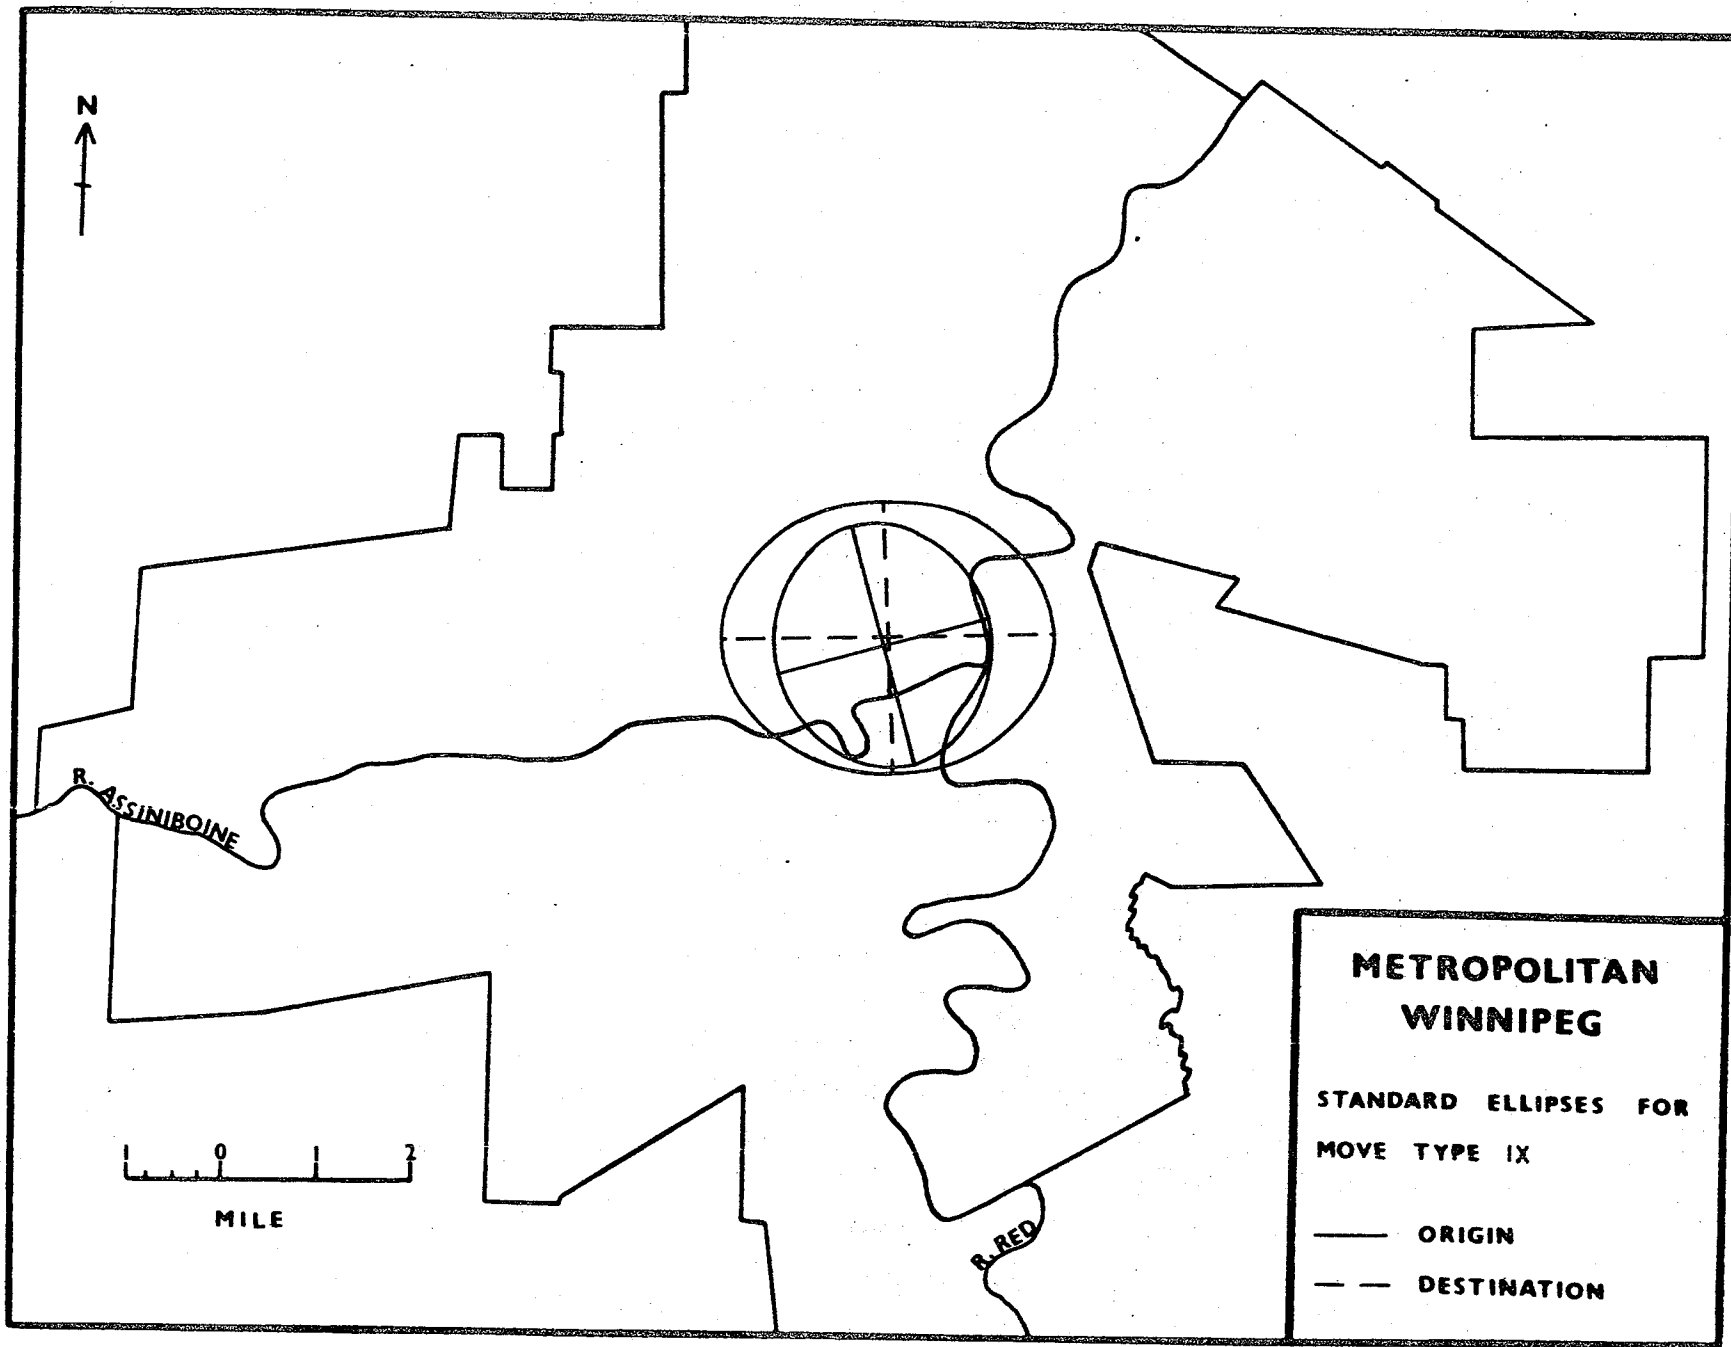 N
R. ASSINIBOINE
1 0 1 2
MILE
R. RED
METROPOLITAN
WINNIPEG
STANDARD ELLIPSES FOR
MOVE TYPE IX
ORIGIN
DESTINATION